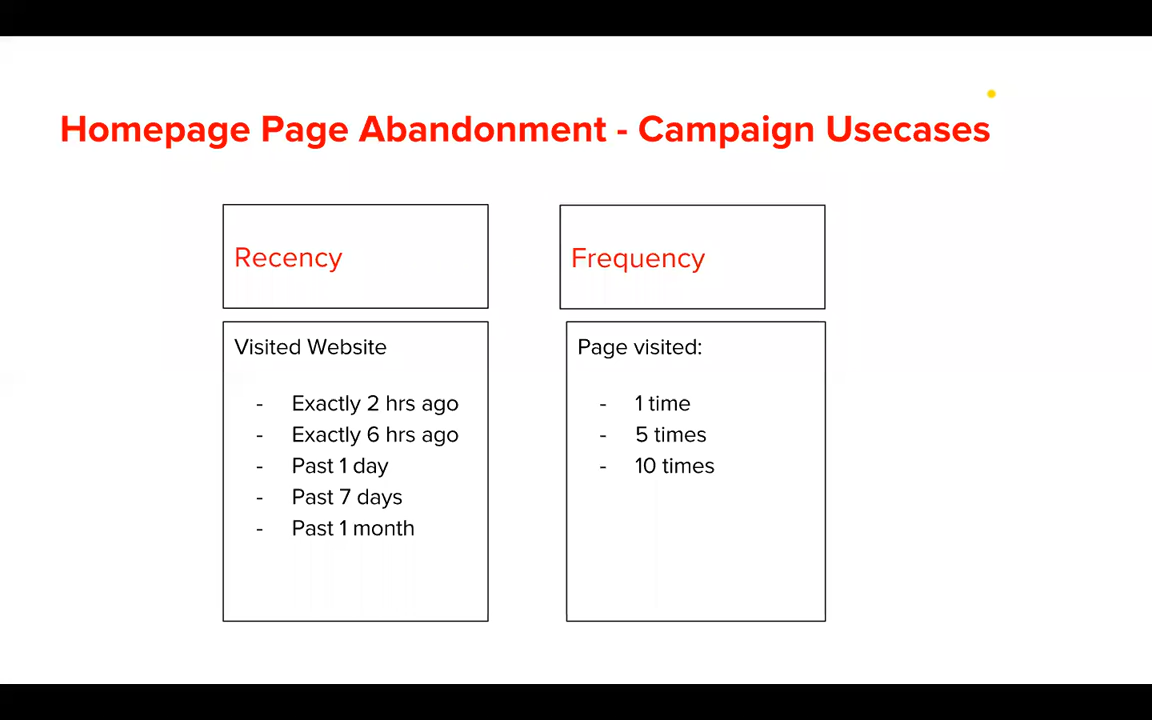 Homepage Page Abandonment - Campaign Usecases
Recency
Visited Website
- Exactly 2 hrs ago
- Exactly 6 hrs ago
- Past 1 day
- Past 7 days
- Past 1 month
Frequency
Page visited:
- 1 time
- 5 times
- 10 times